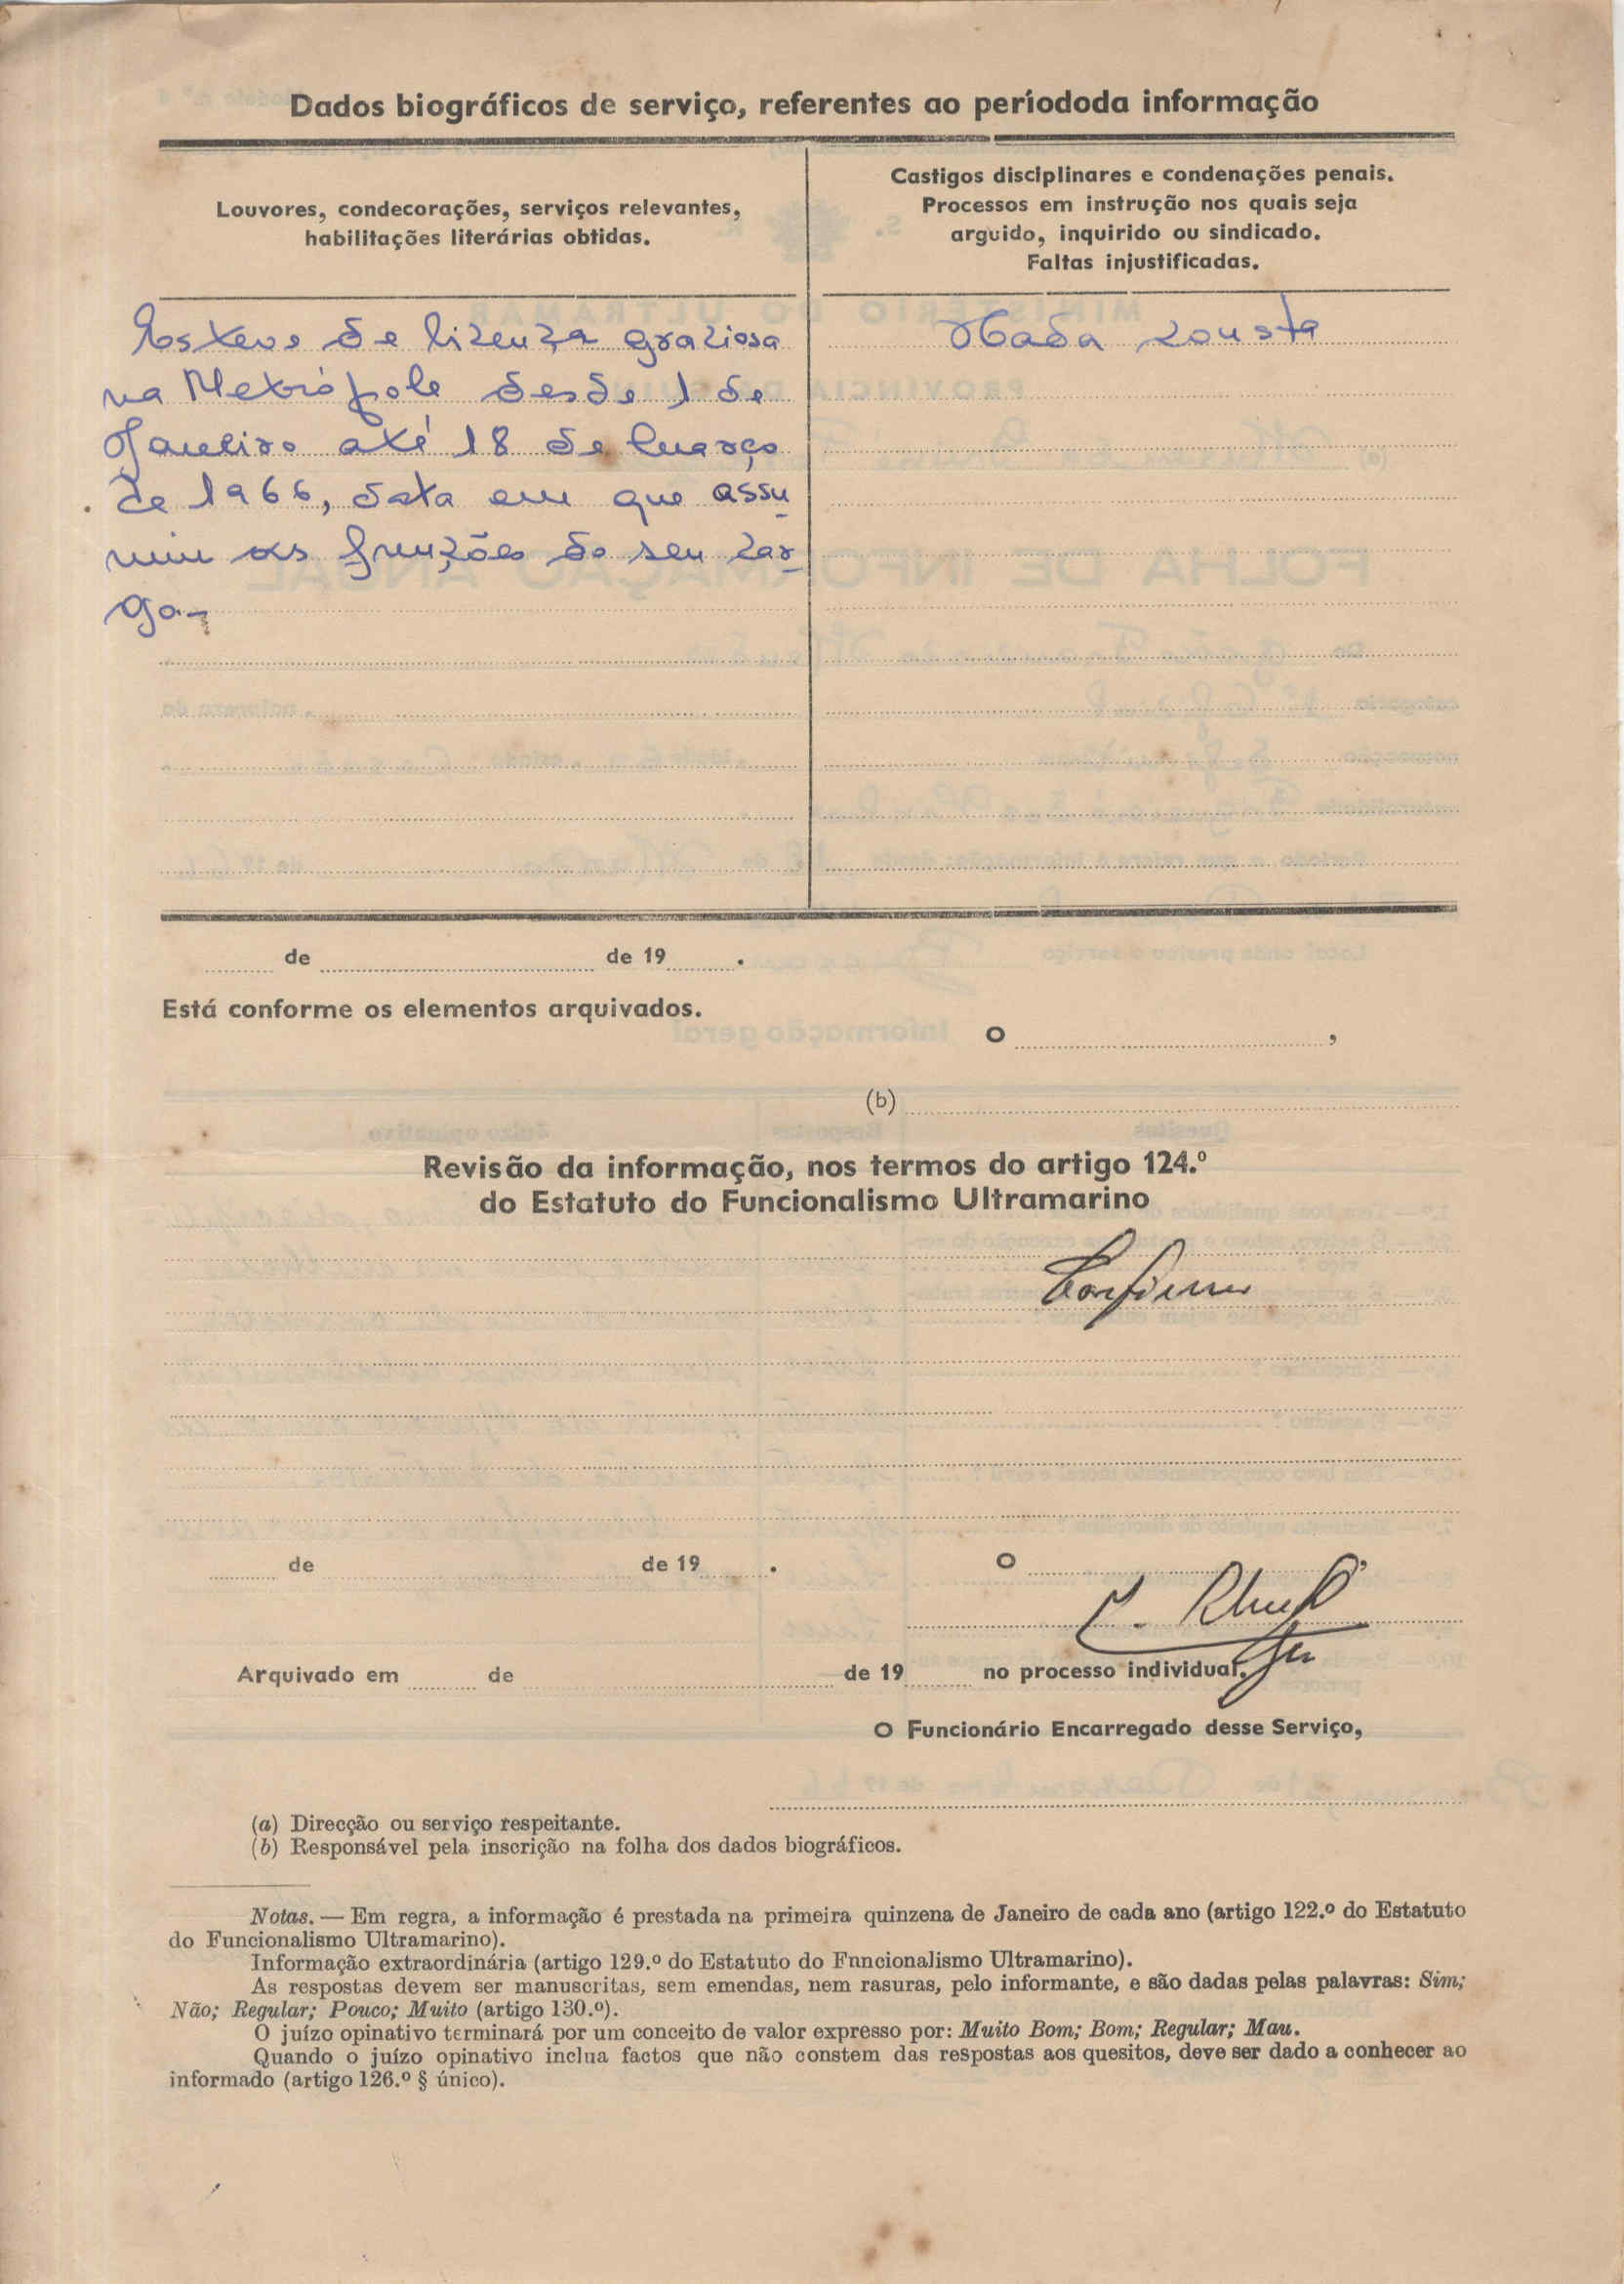 Dados biográficos de serviço, referentes ao períododa informação
Louvores, condecorações, serviços relevantes,
habilitações literárias obtidas.
Castigos disciplinares e condenações penais.
Processos em instrução nos quais seja
arguido, inquirido ou sindicado.
Faltas injustificadas.
Esteve de licença graciosa
na Metrópole desde 1 de
Janeiro até 18 de Março
de 1966, data em que assu
miu as funções do seu car
go-
Nada consta
de de 19 .
Está conforme os elementos arquivados.
O ,
(b)
Revisão da informação, nos termos do artigo 124.º
do Estatuto do Funcionalismo Ultramarino
Confirmo
de de 19 .
O
Arquivado em de de 19 no processo individual.
O Funcionário Encarregado desse Serviço,
(a) Direcção ou serviço respeitante.
(b) Responsável pela inscrição na folha dos dados biográficos.
Notas. — Em regra, a informação é prestada na primeira quinzena de Janeiro de cada ano (artigo 122.º do Estatuto
do Funcionalismo Ultramarino).
Informação extraordinária (artigo 129.º do Estatuto do Fnncionalismo Ultramarino).
As respostas devem ser manuscritas, sem emendas, nem rasuras, pelo informante, e são dadas pelas palavras: Sim;
Não; Regular; Pouco; Muito (artigo 130.º).
O juízo opinativo terminará por um conceito de valor expresso por: Muito Bom; Bom; Regular; Mau.
Quando o juízo opinativo inclua factos que não constem das respostas aos quesitos, deve ser dado a conhecer ao
informado (artigo 126.º § único).